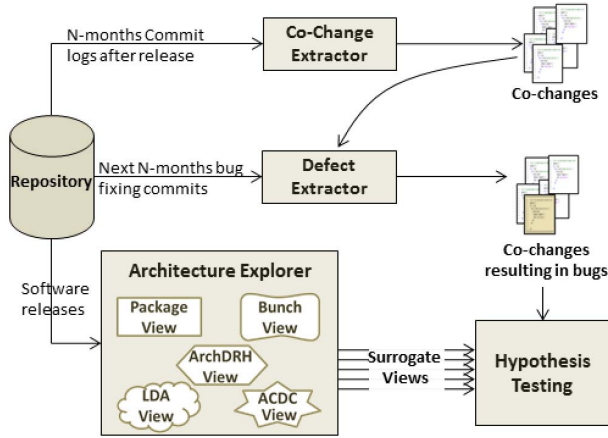 N-months Commit
logs after release
Co-Change
Extractor
Co-changes
Repository
Next N-months bug
fixing commits
Defect
Extractor
Co-changes
resulting in bugs
Software
releases
Architecture Explorer
Package
View
Bunch
View
ArchDRH
View
LDA
View
ACDC
View
Surrogate
Views
Hypothesis
Testing